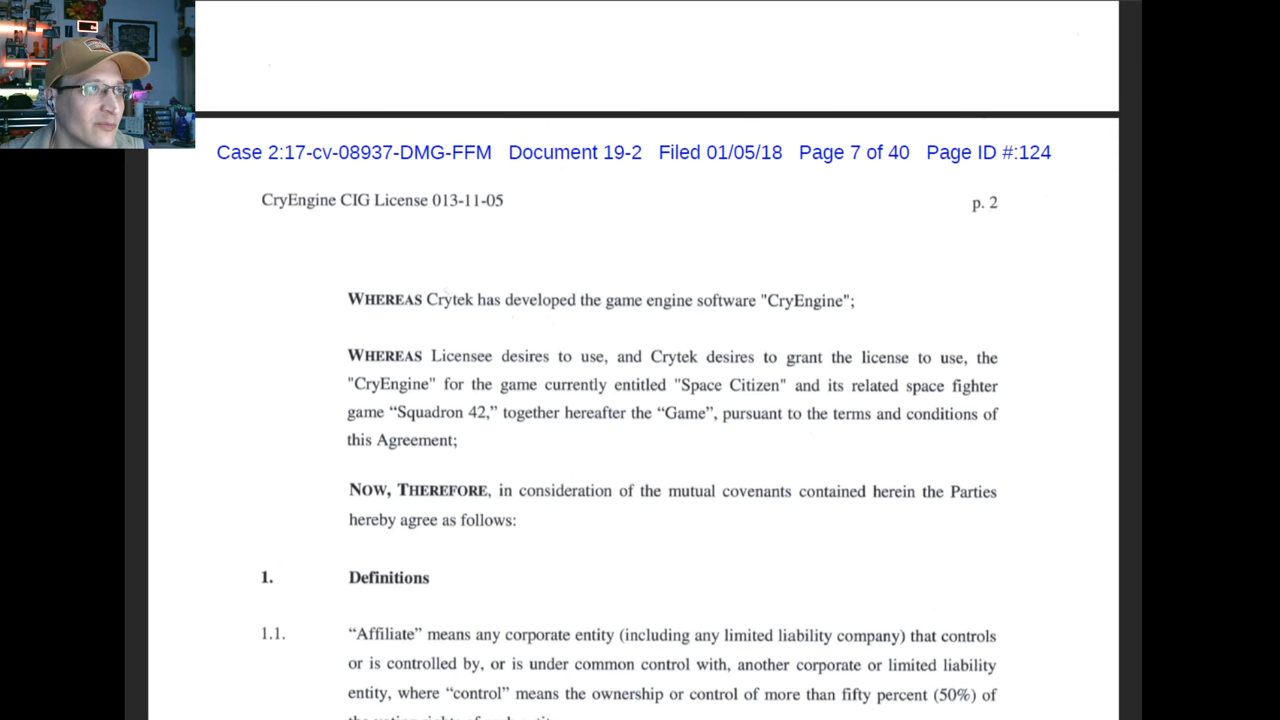 Case 2:17-cv-08937-DMG-FFM Document 19-2 Filed 01/05/18 Page 7 of 40 Page ID #:124
CryEngine CIG License 013-11-05 p. 2
WHEREAS Crytek has developed the game engine software "CryEngine";
WHEREAS Licensee desires to use, and Crytek desires to grant the license to use, the
"CryEngine" for the game currently entitled "Space Citizen" and its related space fighter
game “Squadron 42,” together hereafter the “Game”, pursuant to the terms and conditions of
this Agreement;
NOW, THEREFORE, in consideration of the mutual covenants contained herein the Parties
hereby agree as follows:
1. Definitions
1.1. “Affiliate” means any corporate entity (including any limited liability company) that controls
or is controlled by, or is under common control with, another corporate or limited liability
entity, where “control” means the ownership or control of more than fifty percent (50%) of